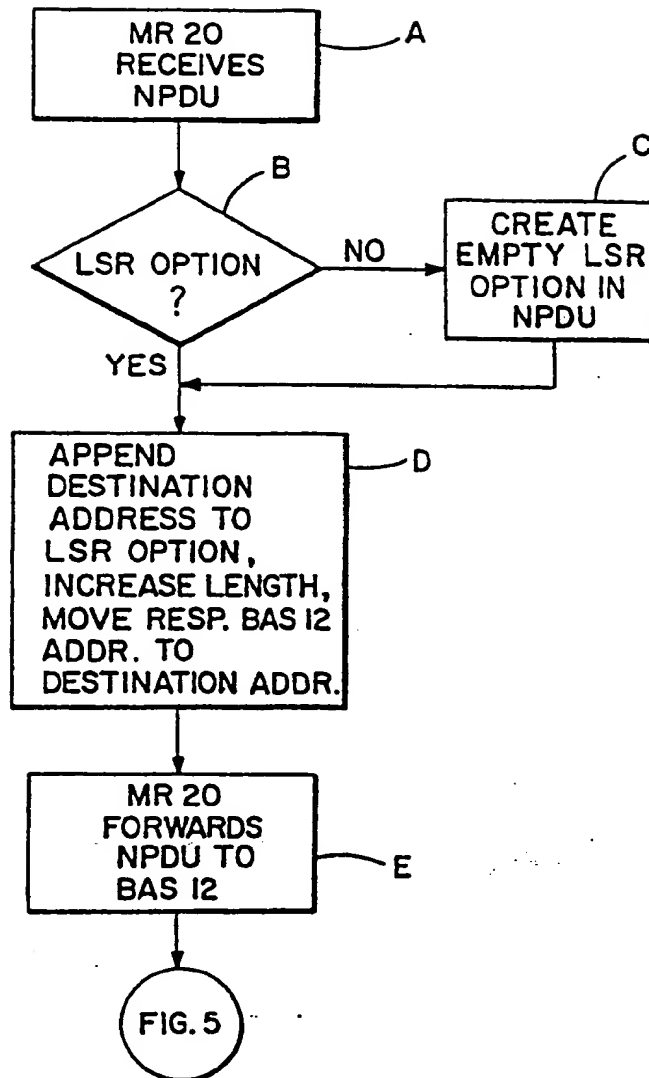 MR 20
RECEIVES
NPDU
A
B
LSR OPTION
?
NO
YES
C
CREATE
EMPTY LSR
OPTION IN
NPDU
APPEND
DESTINATION
ADDRESS TO
LSR OPTION,
INCREASE LENGTH,
MOVE RESP. BAS 12
ADDR. TO
DESTINATION ADDR.
D
MR 20
FORWARDS
NPDU TO
BAS 12
E
FIG. 5